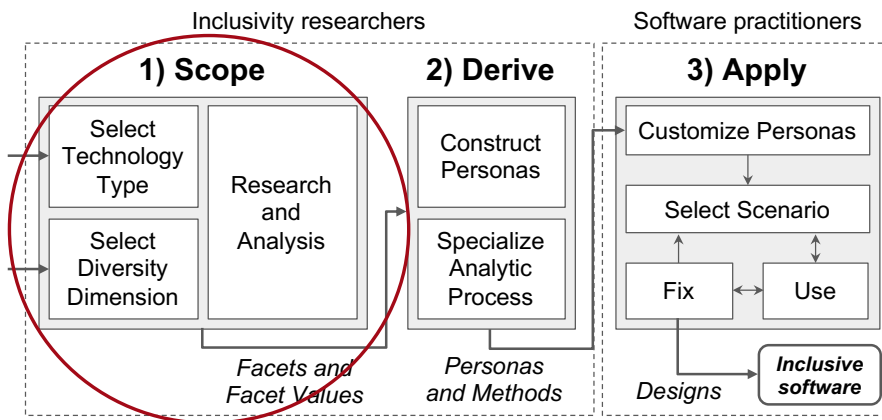 Inclusivity researchers
Software practitioners
1) Scope
2) Derive
3) Apply
Select
Technology
Type
Select
Diversity
Dimension
Research
and
Analysis
Construct
Personas
Specialize
Analytic
Process
Customize Personas
Select Scenario
Fix
Use
Facets and
Facet Values
Personas
and Methods
Designs
Inclusive
software